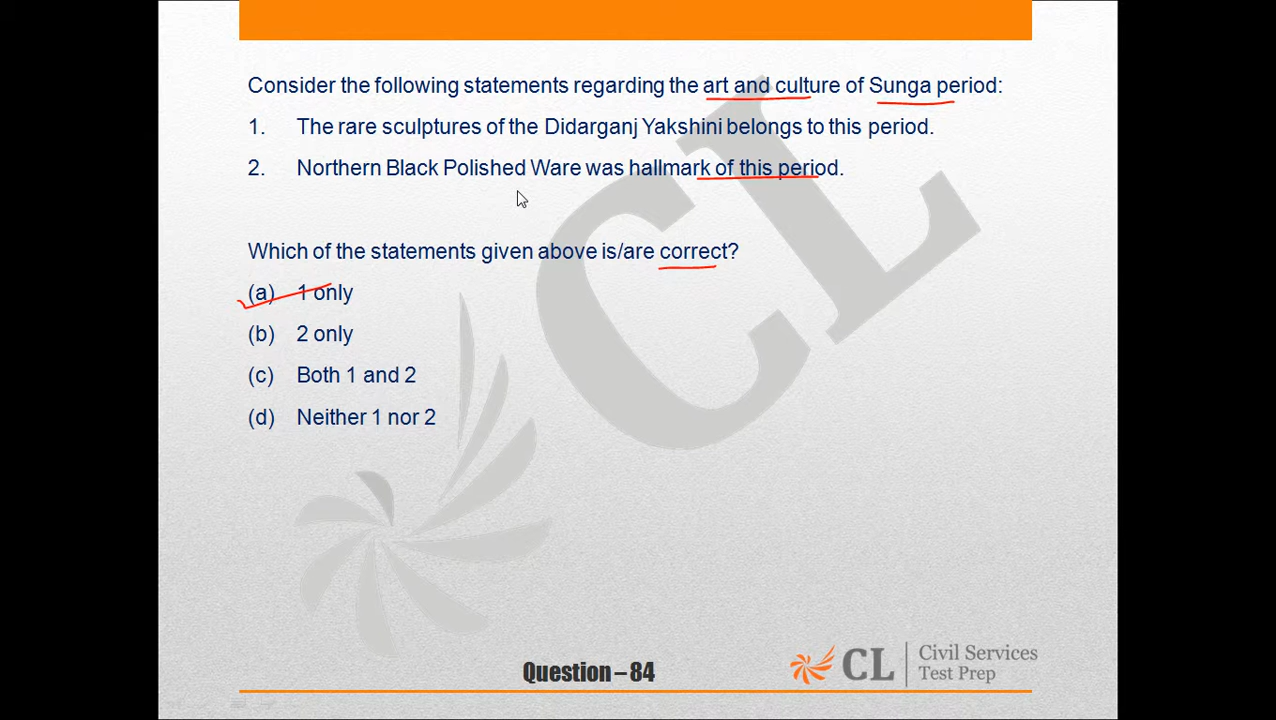 Consider the following statements regarding the art and culture of Sunga period:
1. The rare sculptures of the Didarganj Yakshini belongs to this period.
2. Northern Black Polished Ware was hallmark of this period.
Which of the statements given above is/are correct?
(a) 1 only
(b) 2 only
(c) Both 1 and 2
(d) Neither 1 nor 2
CL
Question – 84
CL Civil Services
Test Prep